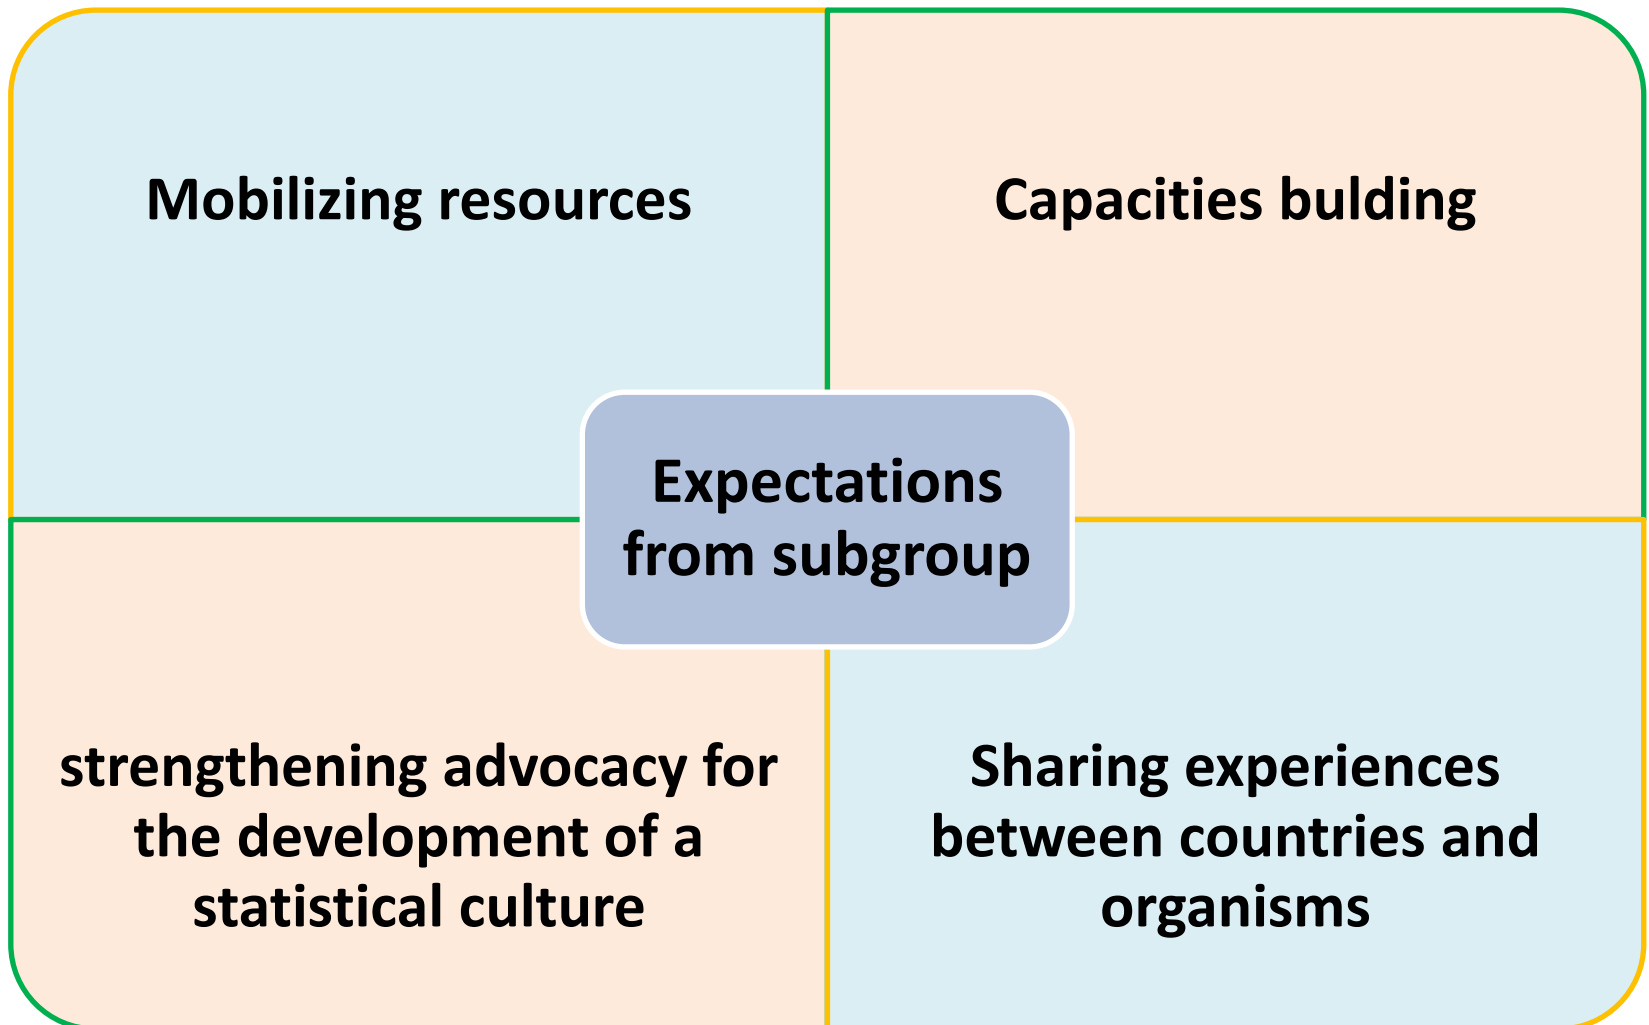 Mobilizing resources
Capacities bulding
Expectations
from subgroup
strengthening advocacy for
the development of a
statistical culture
Sharing experiences
between countries and
organisms